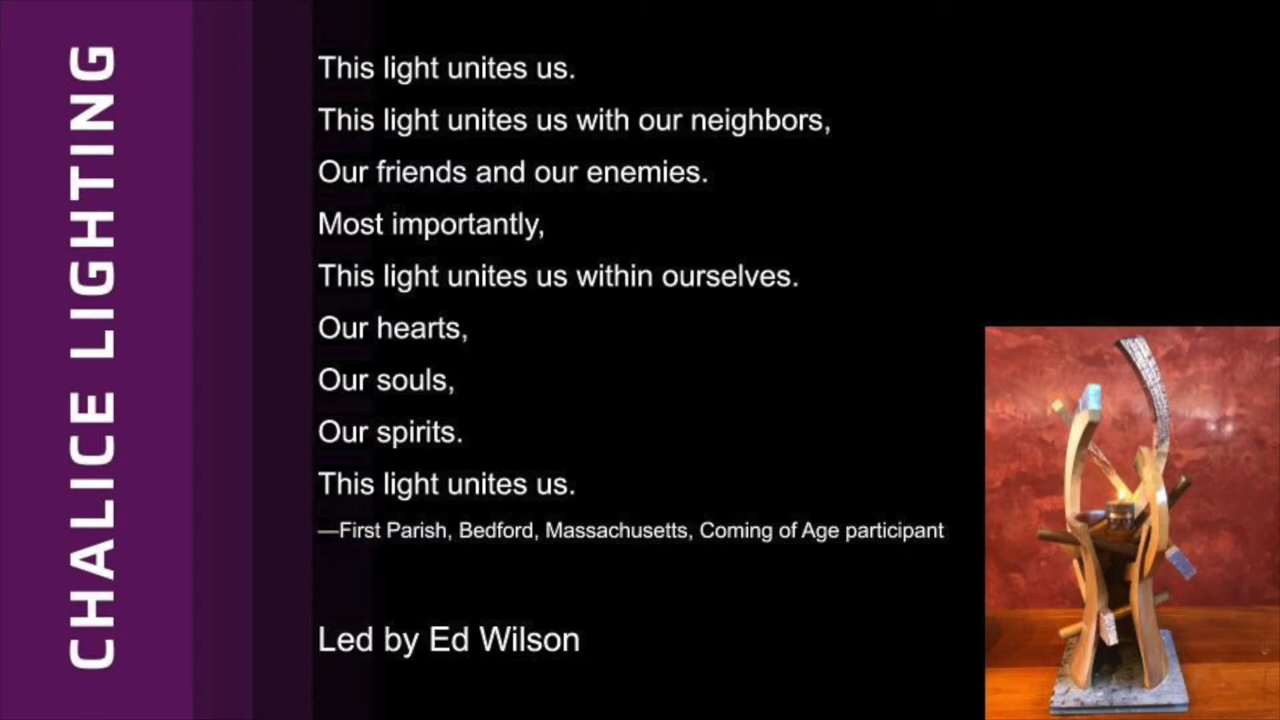 CHALICE LIGHTING
This light unites us.
This light unites us with our neighbors,
Our friends and our enemies.
Most importantly,
This light unites us within ourselves.
Our hearts,
Our souls,
Our spirits.
This light unites us.
—First Parish, Bedford, Massachusetts, Coming of Age participant
Led by Ed Wilson